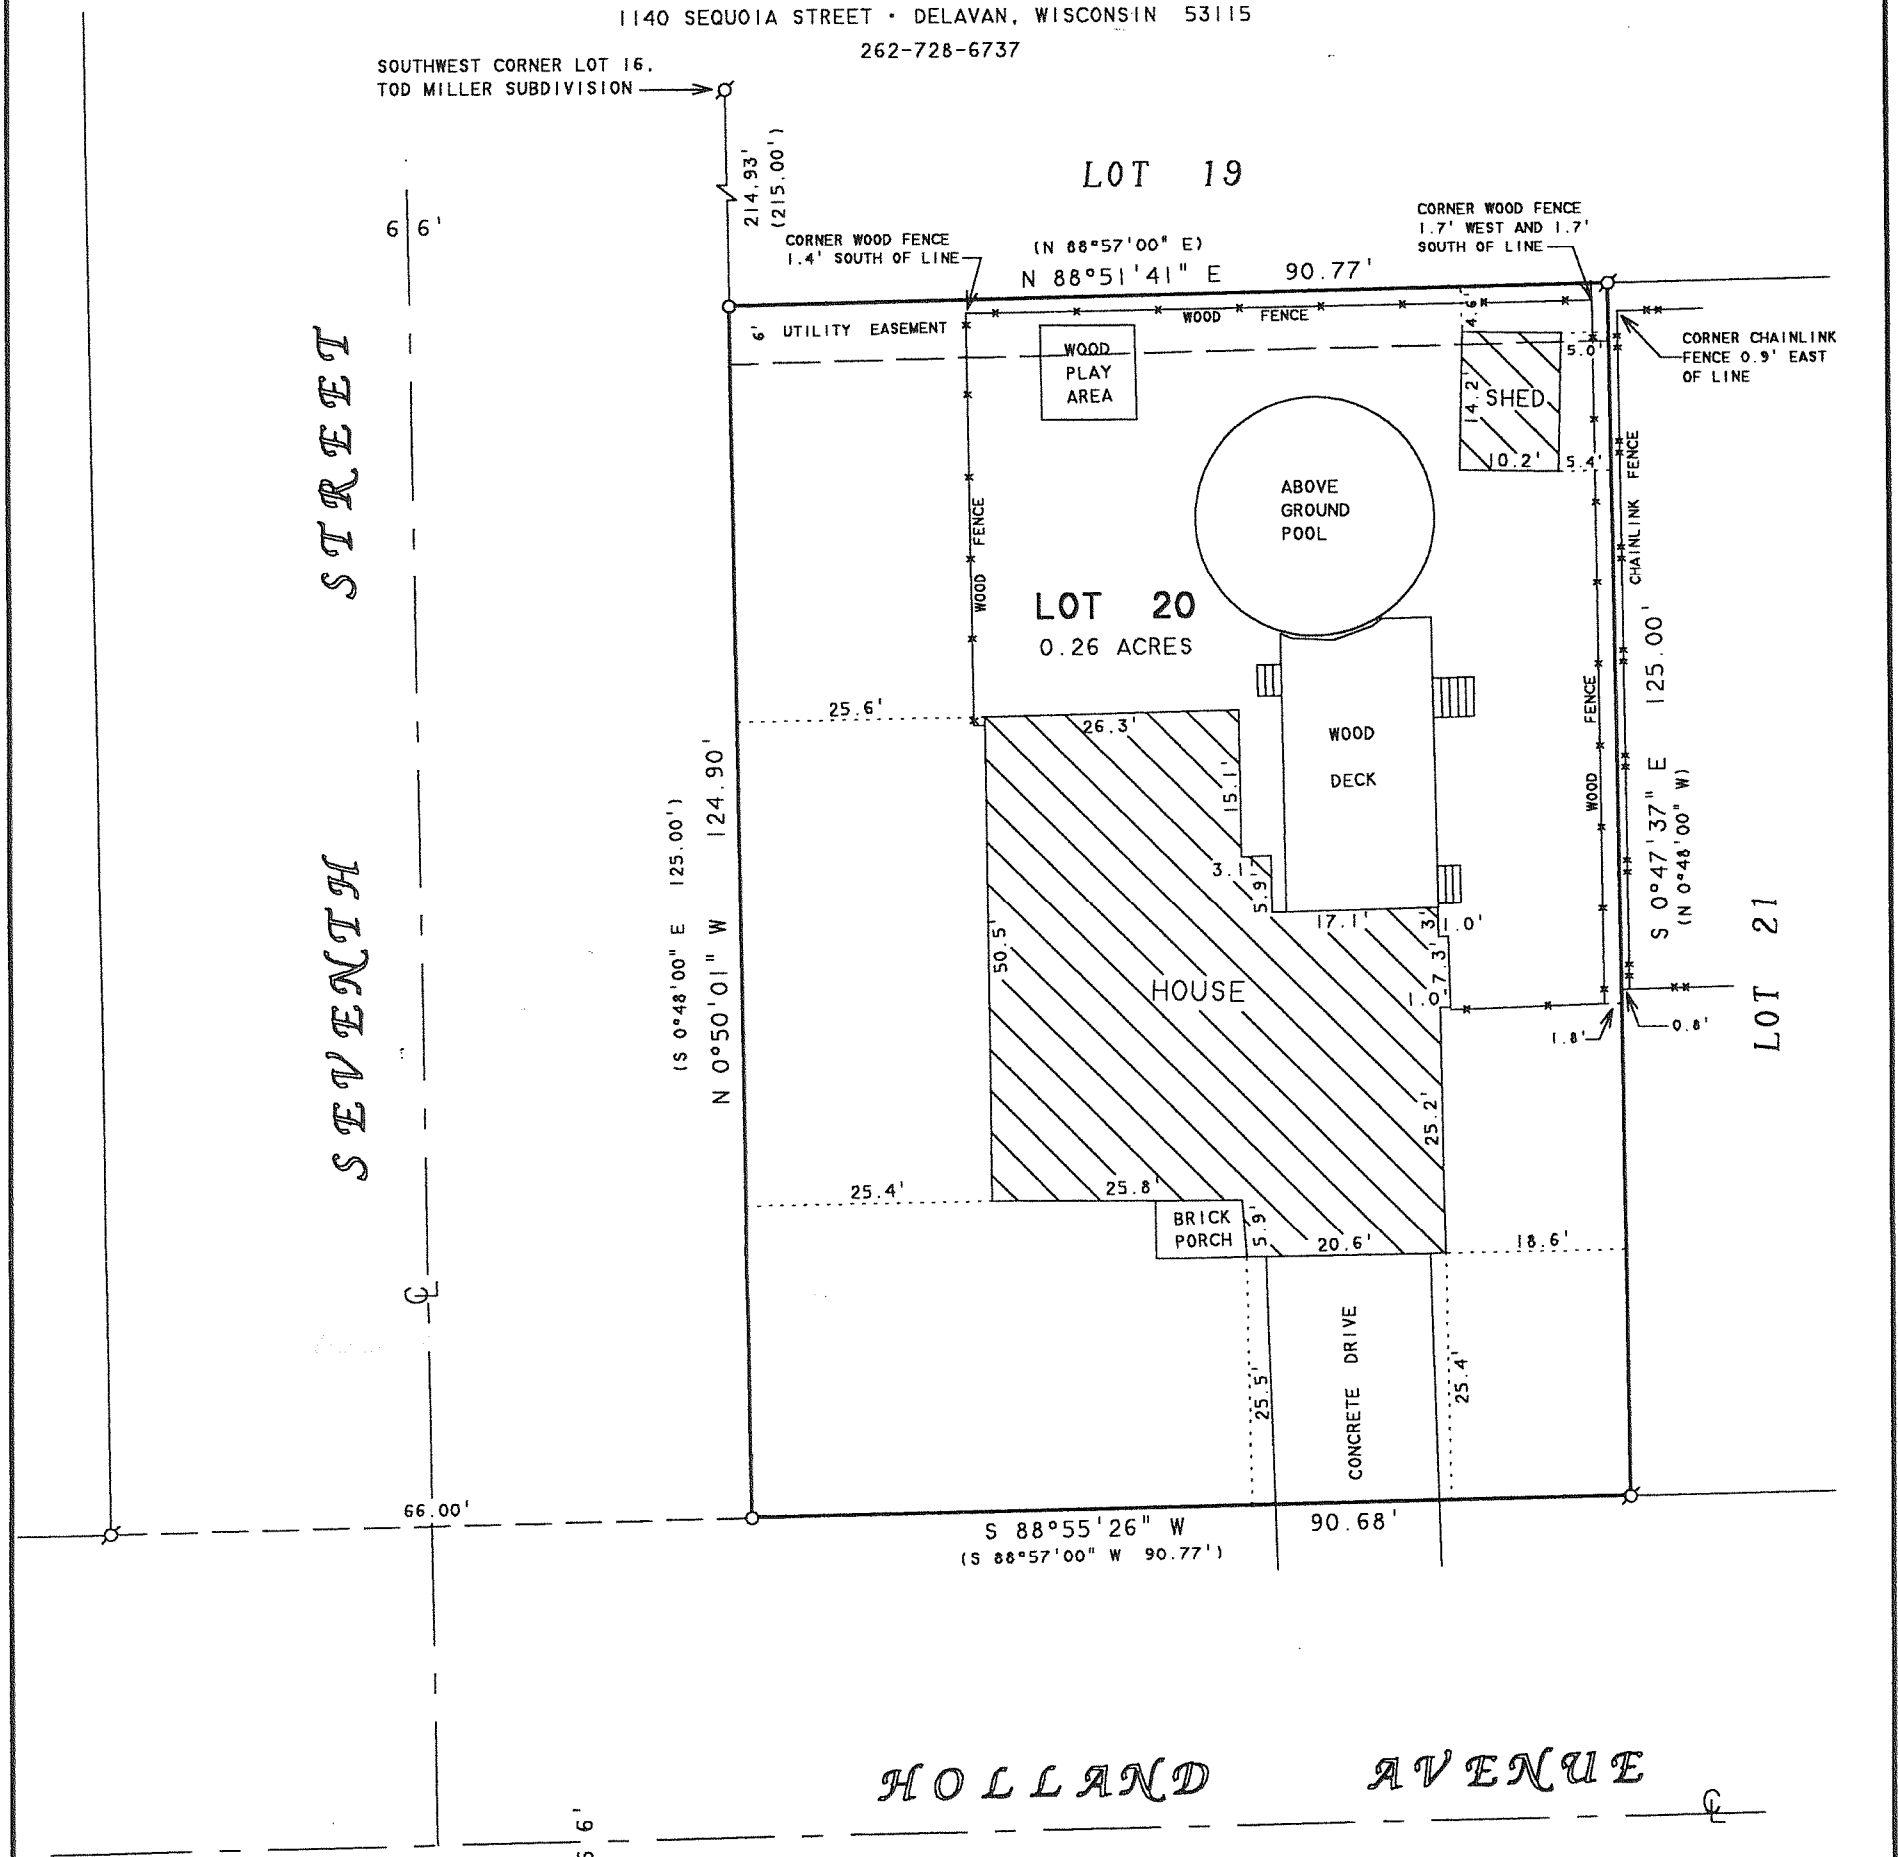 1140 SEQUOIA STREET • DELAVAN, WISCONSIN 53115
262-728-6737
SOUTHWEST CORNER LOT 16,
TOD MILLER SUBDIVISION
214.93'
(215.00')
LOT 19
66'
CORNER WOOD FENCE
1.4' SOUTH OF LINE
(N 88°57'00" E)
N 88°51'41" E 90.77'
CORNER WOOD FENCE
1.7' WEST AND 1.7'
SOUTH OF LINE
6' UTILITY EASEMENT
WOOD FENCE
4.6'
CORNER CHAINLINK
FENCE 0.9' EAST
OF LINE
WOOD
PLAY
AREA
5.0'
14.2'
SHED
10.2'
5.4'
CHAINLINK FENCE
ABOVE
GROUND
POOL
WOOD FENCE
LOT 20
0.26 ACRES
SEVENTH STREET
25.6'
26.3'
15.1'
WOOD
DECK
WOOD FENCE
S 0°47'37" E 125.00'
(N 0°48'00" W)
(S 0°48'00" E 125.00')
N 0°50'01" W 124.90'
3.1'
5.9'
17.1'
3'
1.0'
7.3'
1.0'
50.5'
HOUSE
1.8'
0.8'
LOT 21
25.2'
25.4'
25.8'
BRICK
PORCH
5.9'
20.6'
18.6'
25.5'
CONCRETE DRIVE
25.4'
CL
66.00'
S 88°55'26" W 90.68'
(S 88°57'00" W 90.77')
HOLLAND AVENUE
CL
6'